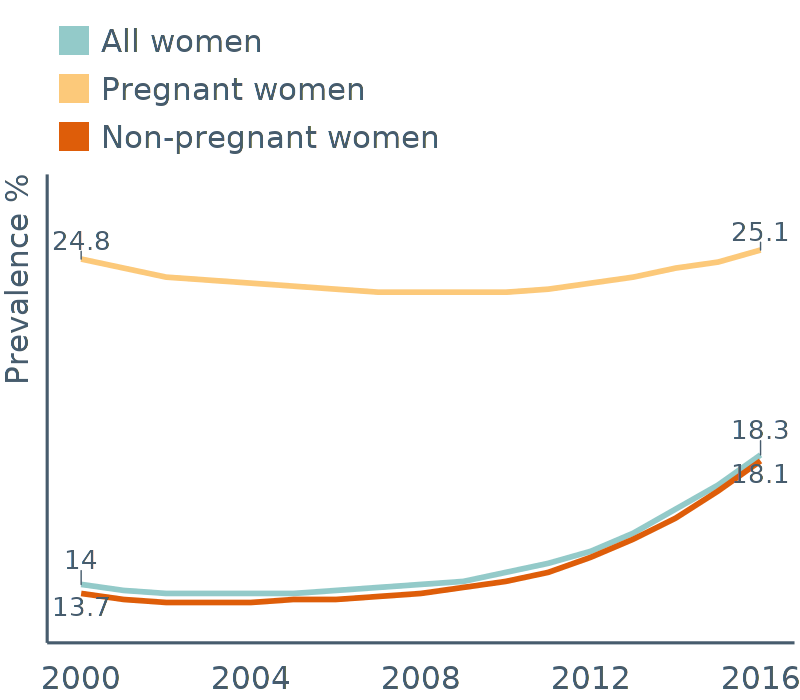 All women
Pregnant women
Non-pregnant women
Prevalence %
24.8
25.1
18.3
18.1
14
13.7
2000 2004 2008 2012 2016